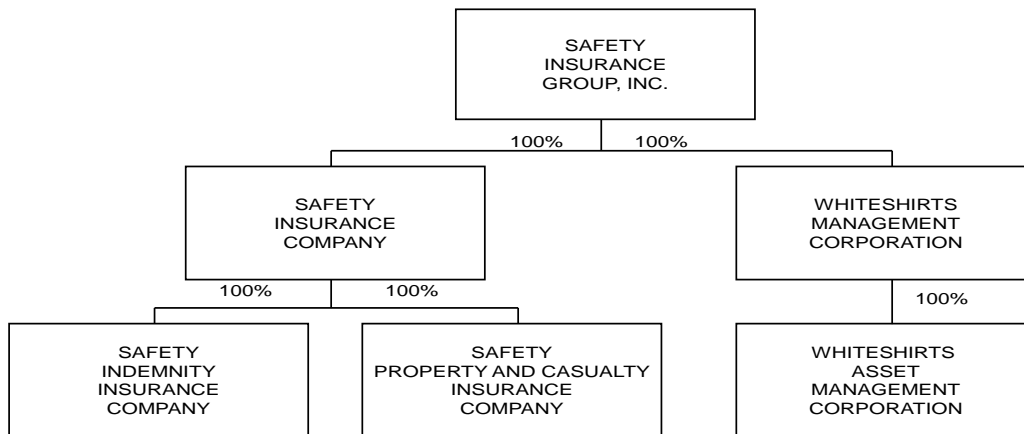 SAFETY
INSURANCE
GROUP, INC.
100%
100%
SAFETY
INSURANCE
COMPANY
WHITESHIRTS
MANAGEMENT
CORPORATION
100%
100%
100%
SAFETY
INDEMNITY
INSURANCE
COMPANY
SAFETY
PROPERTY AND CASUALTY
INSURANCE
COMPANY
WHITESHIRTS
ASSET
MANAGEMENT
CORPORATION